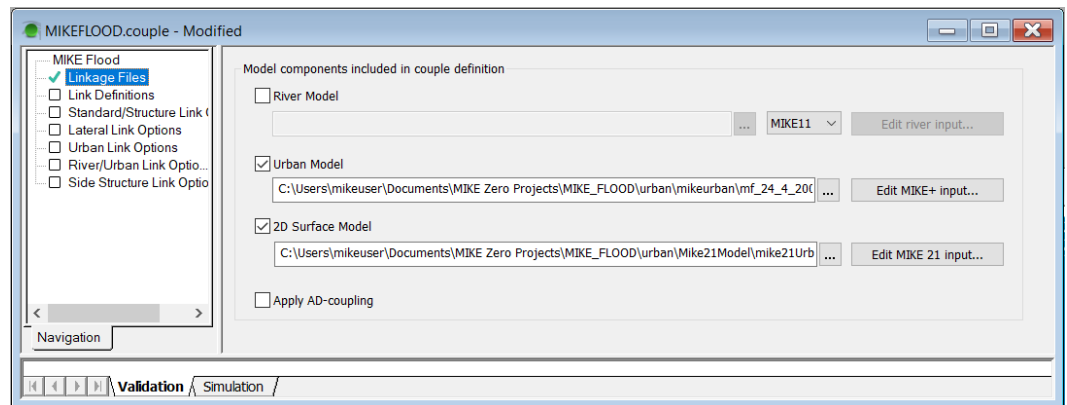 MIKEFLOOD.couple - Modified
MIKE Flood
Linkage Files
Link Definitions
Standard/Structure Link
Lateral Link Options
Urban Link Options
River/Urban Link Optio...
Side Structure Link Optio
Navigation
Model components included in couple definition
River Model
... MIKE11 Edit river input...
Urban Model
C:\Users\mikeuser\Documents\MIKE Zero Projects\MIKE_FLOOD\urban\mikeurban\mf_24_4_200 ... Edit MIKE+ input...
2D Surface Model
C:\Users\mikeuser\Documents\MIKE Zero Projects\MIKE_FLOOD\urban\Mike21Model\mike21Urb ... Edit MIKE 21 input...
Apply AD-coupling
Validation Simulation